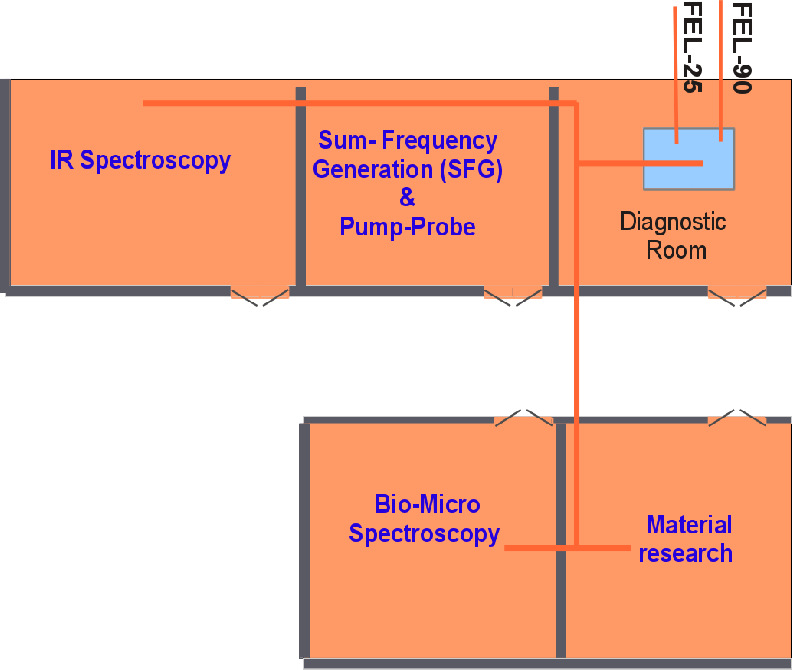 FEL-25
FEL-90
IR Spectroscopy
Sum- Frequency
Generation (SFG)
&
Pump-Probe
Diagnostic
Room
Bio-Micro
Spectroscopy
Material
research